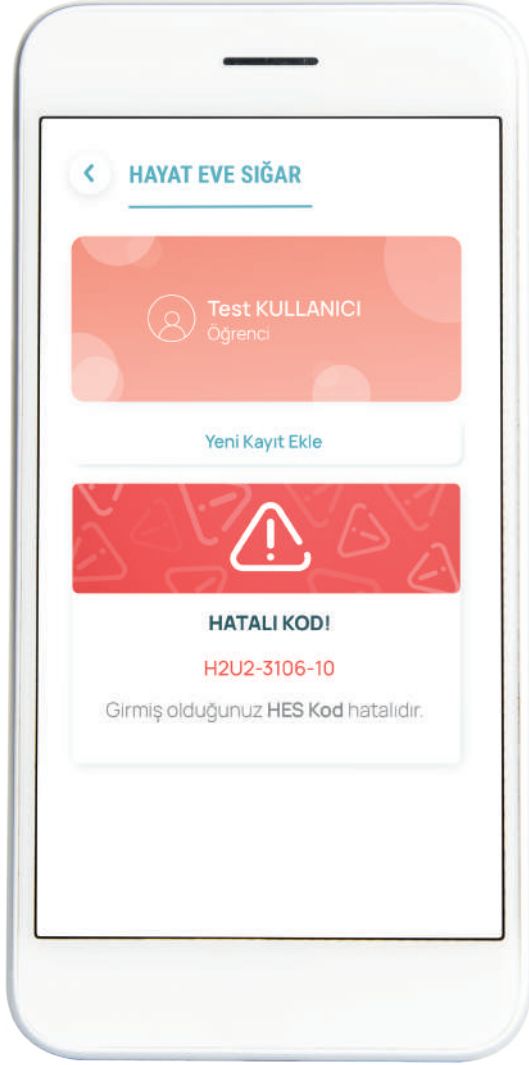 HAYAT EVE SIĞAR
Test KULLANICI
Öğrenci
Yeni Kayıt Ekle
HATALI KOD!
H2U2-3106-10
Girmiş olduğunuz HES Kod hatalıdır.